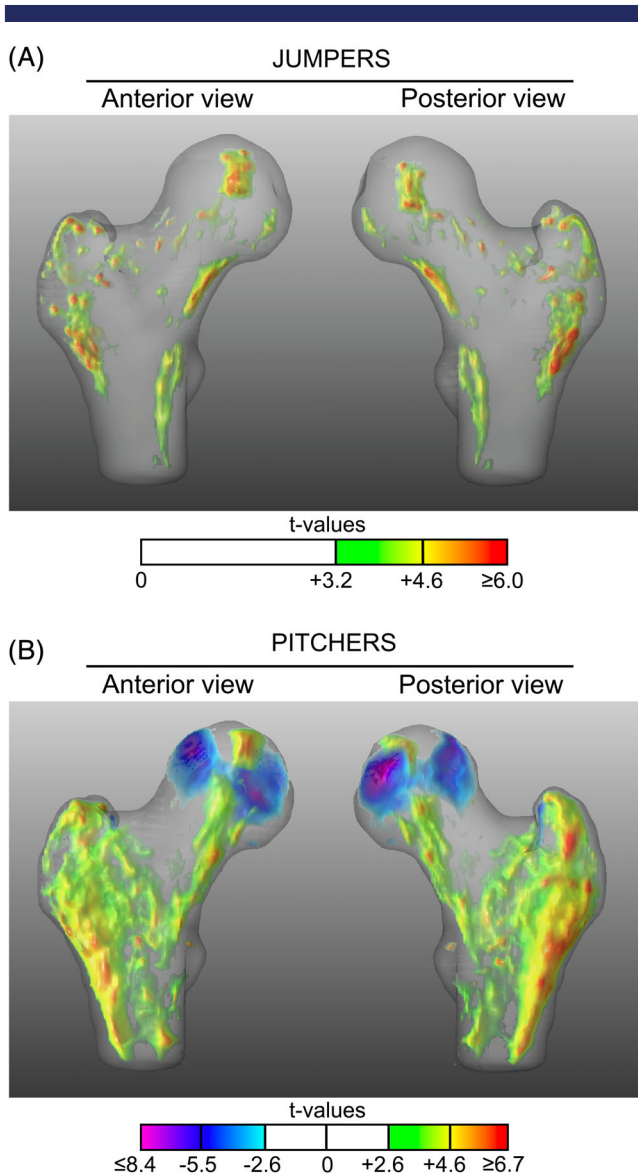 (A)
JUMPERS
Anterior view
Posterior view
t-values
0
+3.2
+4.6
≥6.0
(B)
PITCHERS
Anterior view
Posterior view
t-values
≤8.4
-5.5
-2.6
0
+2.6
+4.6
≥6.7